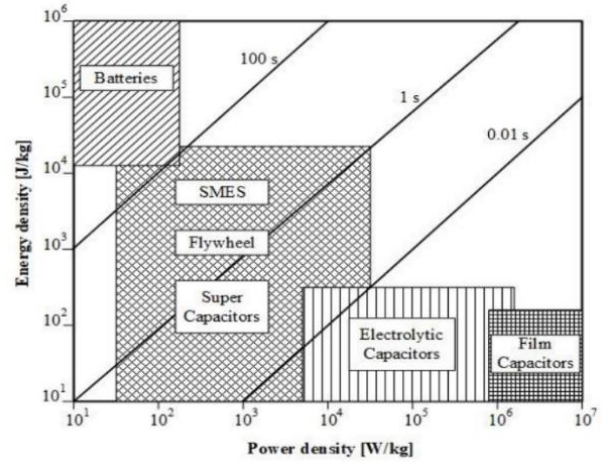 10⁶
10⁵
10⁴
10³
10²
10¹
Energy density [J/kg]
Batteries
100 s
1 s
0.01 s
SMES
Flywheel
Super
Capacitors
Electrolytic
Capacitors
Film
Capacitors
10¹ 10² 10³ 10⁴ 10⁵ 10⁶ 10⁷
Power density [W/kg]